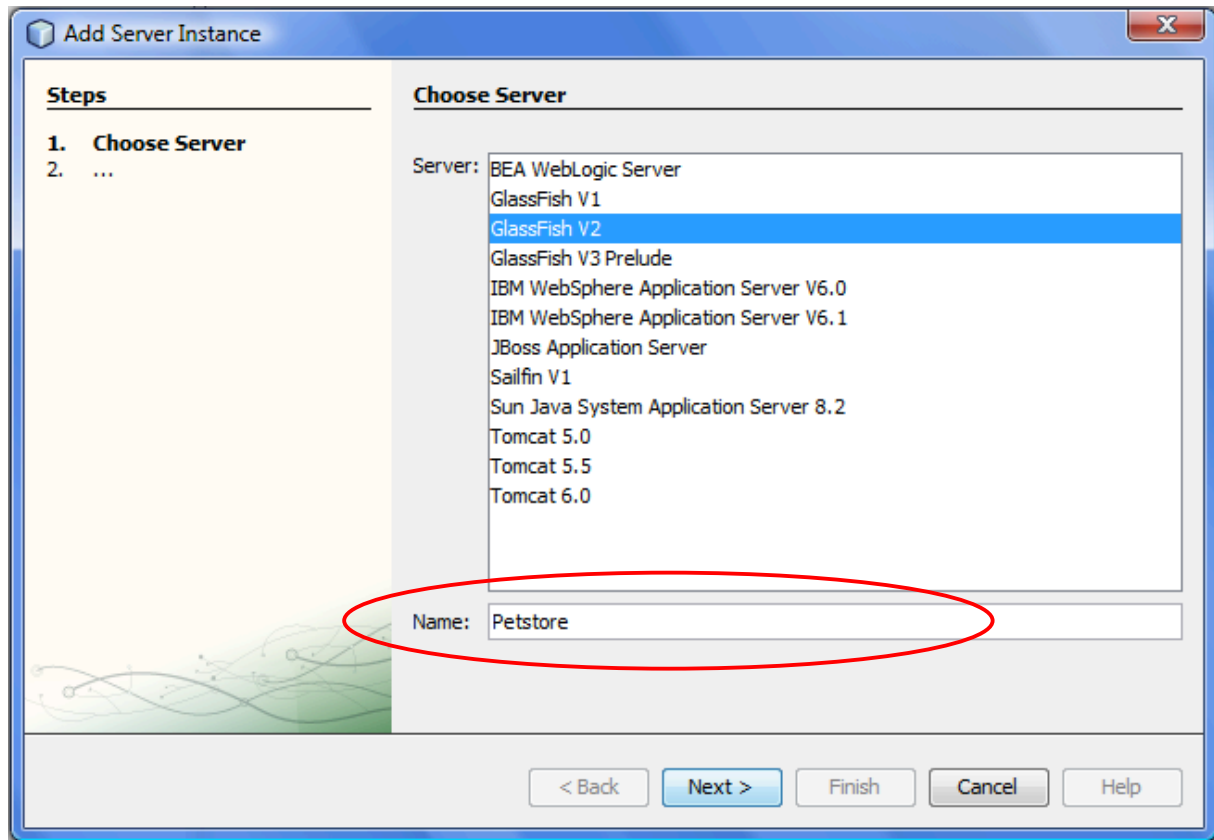 Add Server Instance
X
Steps
1. Choose Server
2. ...
Choose Server
Server:
BEA WebLogic Server
GlassFish V1
GlassFish V2
GlassFish V3 Prelude
IBM WebSphere Application Server V6.0
IBM WebSphere Application Server V6.1
JBoss Application Server
Sailfin V1
Sun Java System Application Server 8.2
Tomcat 5.0
Tomcat 5.5
Tomcat 6.0
Name: Petstore
< Back Next > Finish Cancel Help